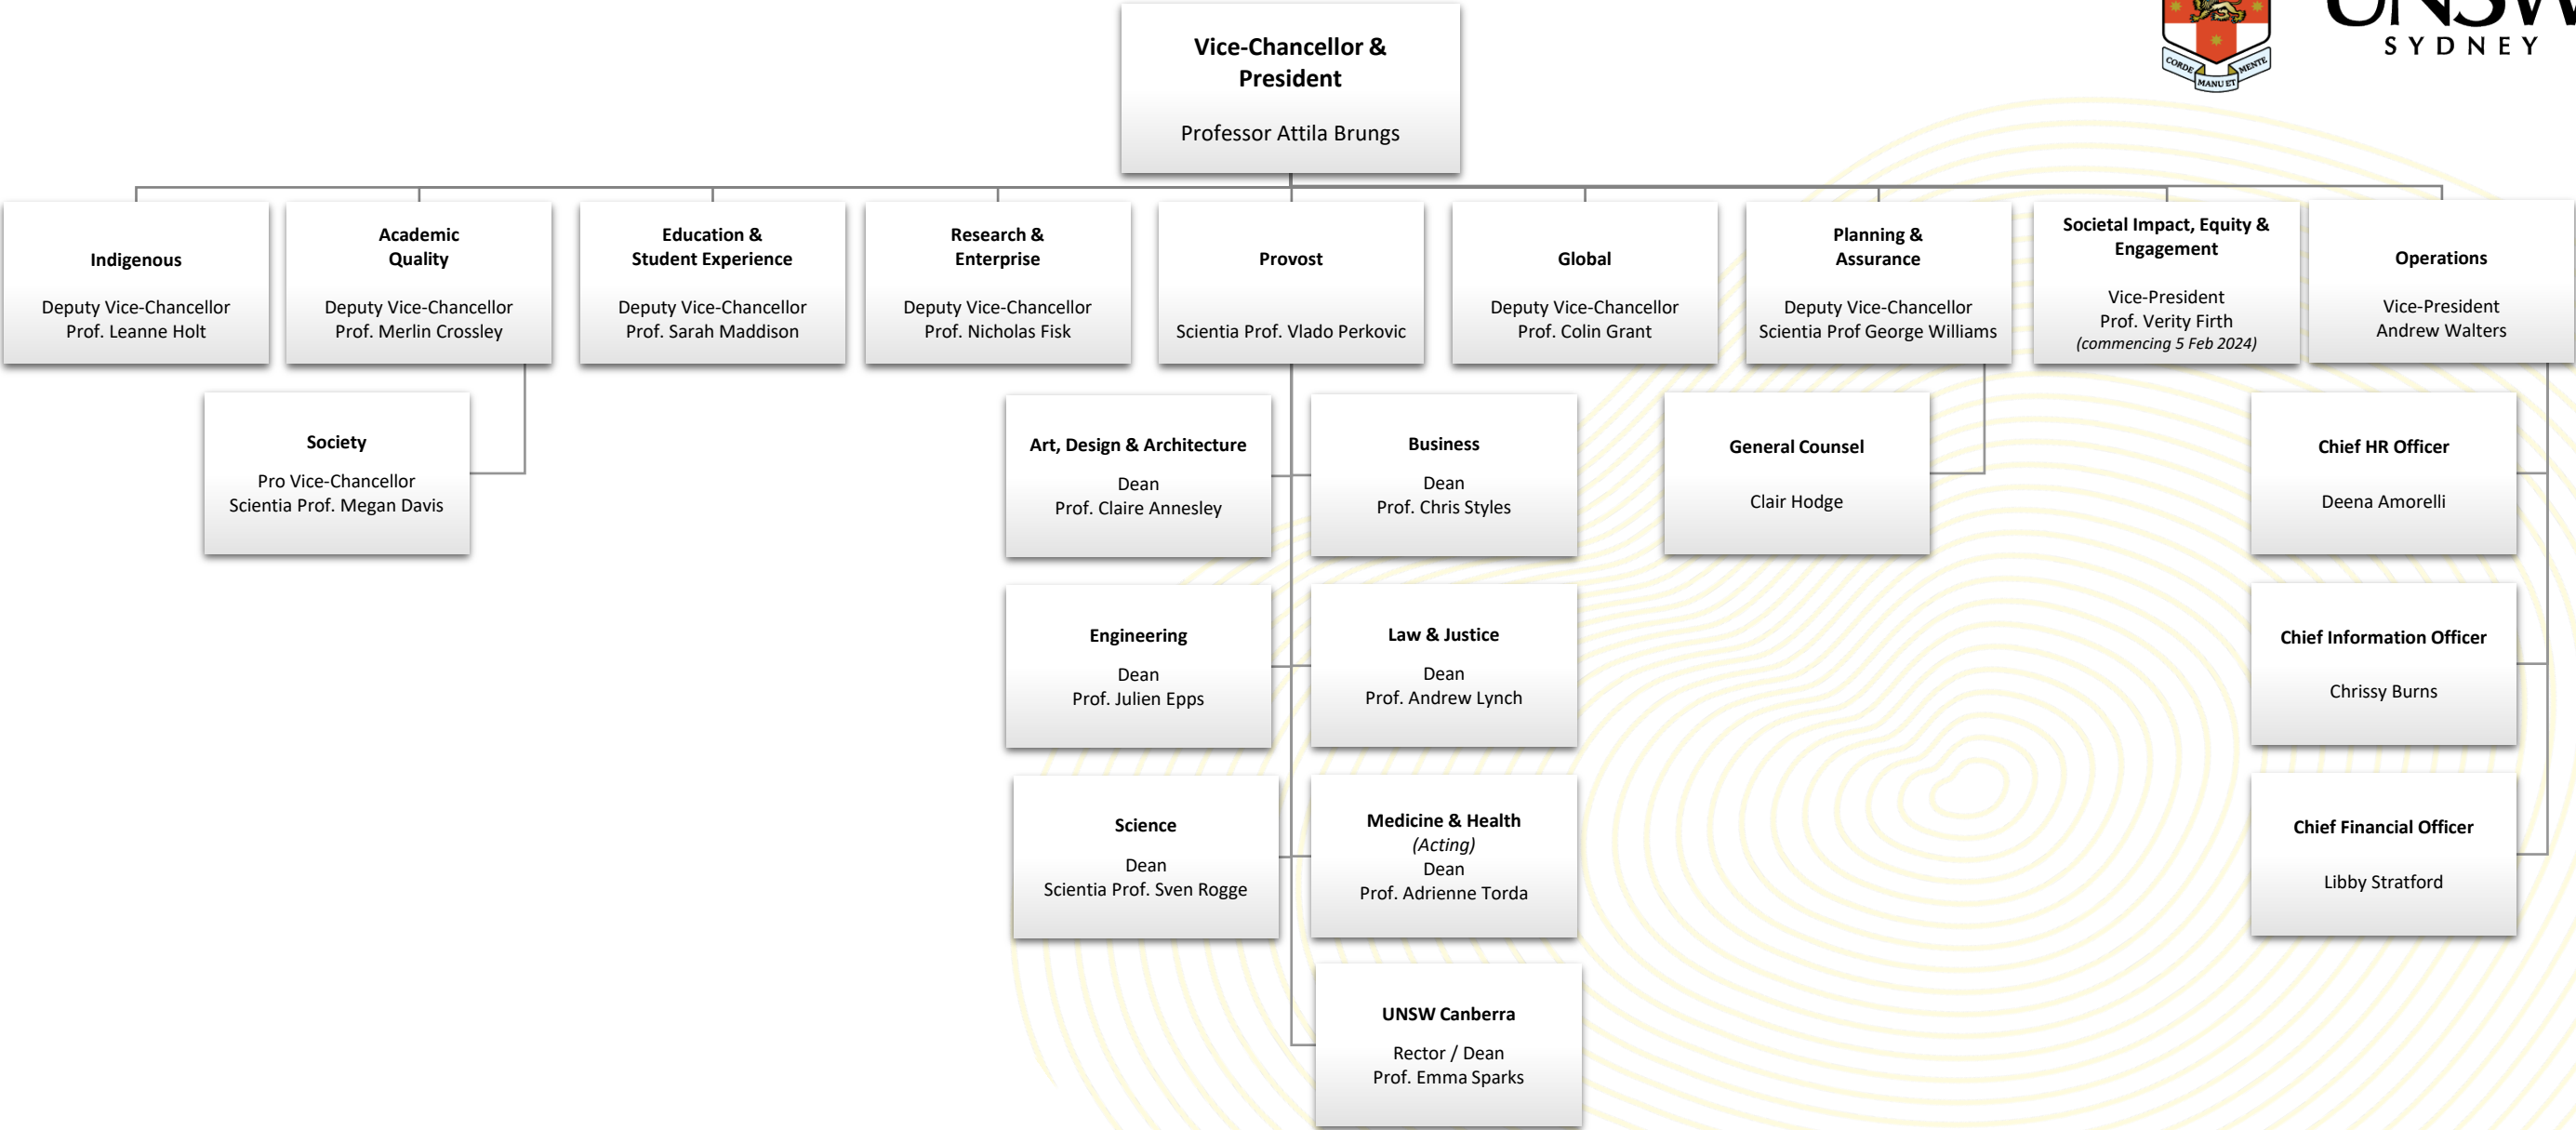 UNSW
SYDNEY
CORDE
MANU ET
MENTE
Vice-Chancellor &
President
Professor Attila Brungs
Indigenous
Deputy Vice-Chancellor
Prof. Leanne Holt
Academic
Quality
Deputy Vice-Chancellor
Prof. Merlin Crossley
Education &
Student Experience
Deputy Vice-Chancellor
Prof. Sarah Maddison
Research &
Enterprise
Deputy Vice-Chancellor
Prof. Nicholas Fisk
Provost
Scientia Prof. Vlado Perkovic
Global
Deputy Vice-Chancellor
Prof. Colin Grant
Planning &
Assurance
Deputy Vice-Chancellor
Scientia Prof George Williams
Societal Impact, Equity &
Engagement
Vice-President
Prof. Verity Firth
(commencing 5 Feb 2024)
Operations
Vice-President
Andrew Walters
Society
Pro Vice-Chancellor
Scientia Prof. Megan Davis
Art, Design & Architecture
Dean
Prof. Claire Annesley
Business
Dean
Prof. Chris Styles
General Counsel
Clair Hodge
Chief HR Officer
Deena Amorelli
Engineering
Dean
Prof. Julien Epps
Law & Justice
Dean
Prof. Andrew Lynch
Chief Information Officer
Chrissy Burns
Science
Dean
Scientia Prof. Sven Rogge
Medicine & Health
(Acting)
Dean
Prof. Adrienne Torda
Chief Financial Officer
Libby Stratford
UNSW Canberra
Rector / Dean
Prof. Emma Sparks